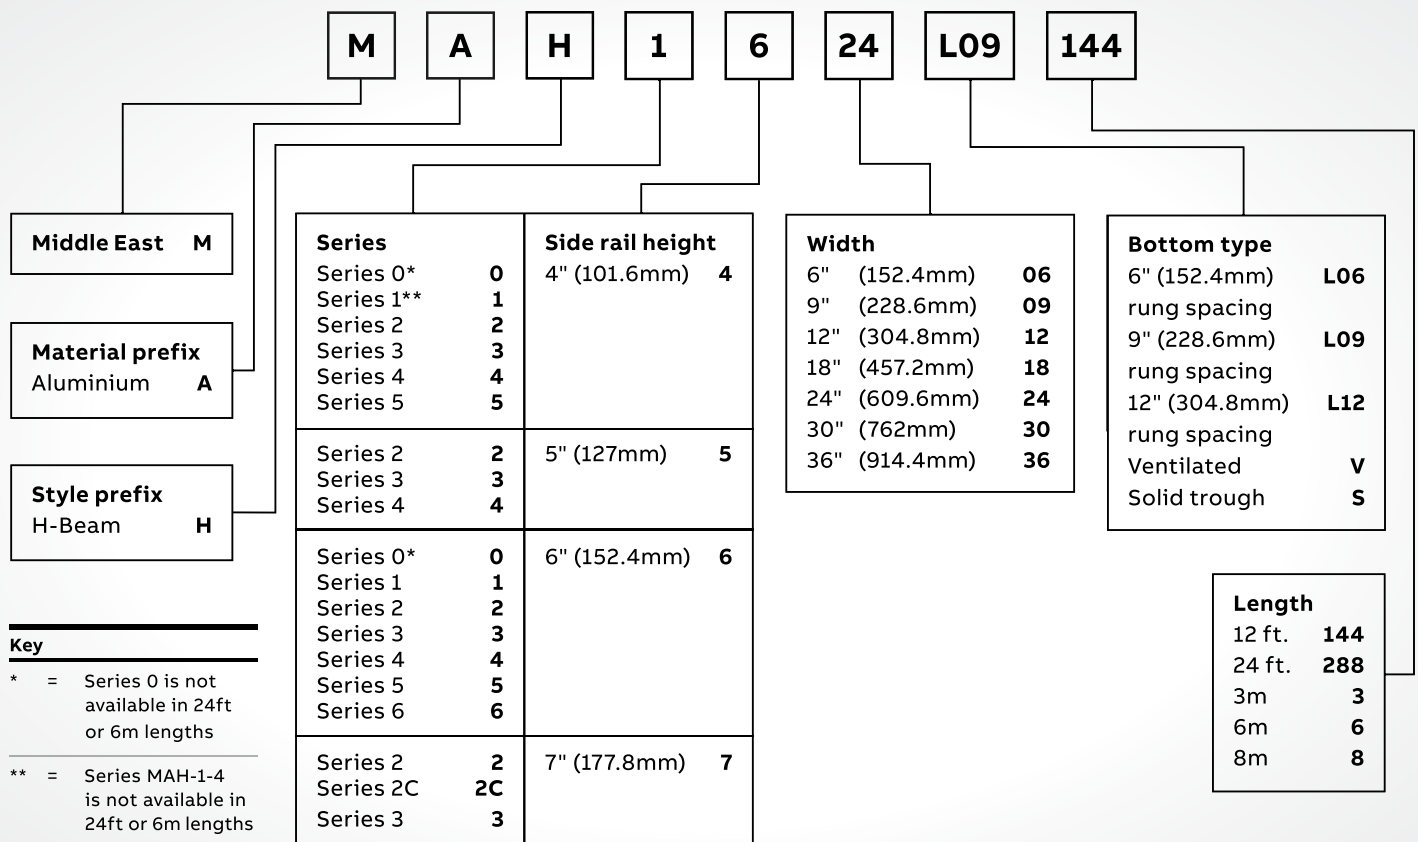 M A H 1 6 24 L09 144
Middle East M
Material prefix
Aluminium A
Style prefix
H-Beam H
Key
* = Series 0 is not
available in 24ft
or 6m lengths
** = Series MAH-1-4
is not available in
24ft or 6m lengths
Series Side rail height
Series 0* 0 4" (101.6mm) 4
Series 1** 1
Series 2 2
Series 3 3
Series 4 4
Series 5 5
Series 2 2 5" (127mm) 5
Series 3 3
Series 4 4
Series 0* 0 6" (152.4mm) 6
Series 1 1
Series 2 2
Series 3 3
Series 4 4
Series 5 5
Series 6 6
Series 2 2 7" (177.8mm) 7
Series 2C 2C
Series 3 3
Width
6" (152.4mm) 06
9" (228.6mm) 09
12" (304.8mm) 12
18" (457.2mm) 18
24" (609.6mm) 24
30" (762mm) 30
36" (914.4mm) 36
Bottom type
6" (152.4mm) L06
rung spacing
9" (228.6mm) L09
rung spacing
12" (304.8mm) L12
rung spacing
Ventilated V
Solid trough S
Length
12 ft. 144
24 ft. 288
3m 3
6m 6
8m 8